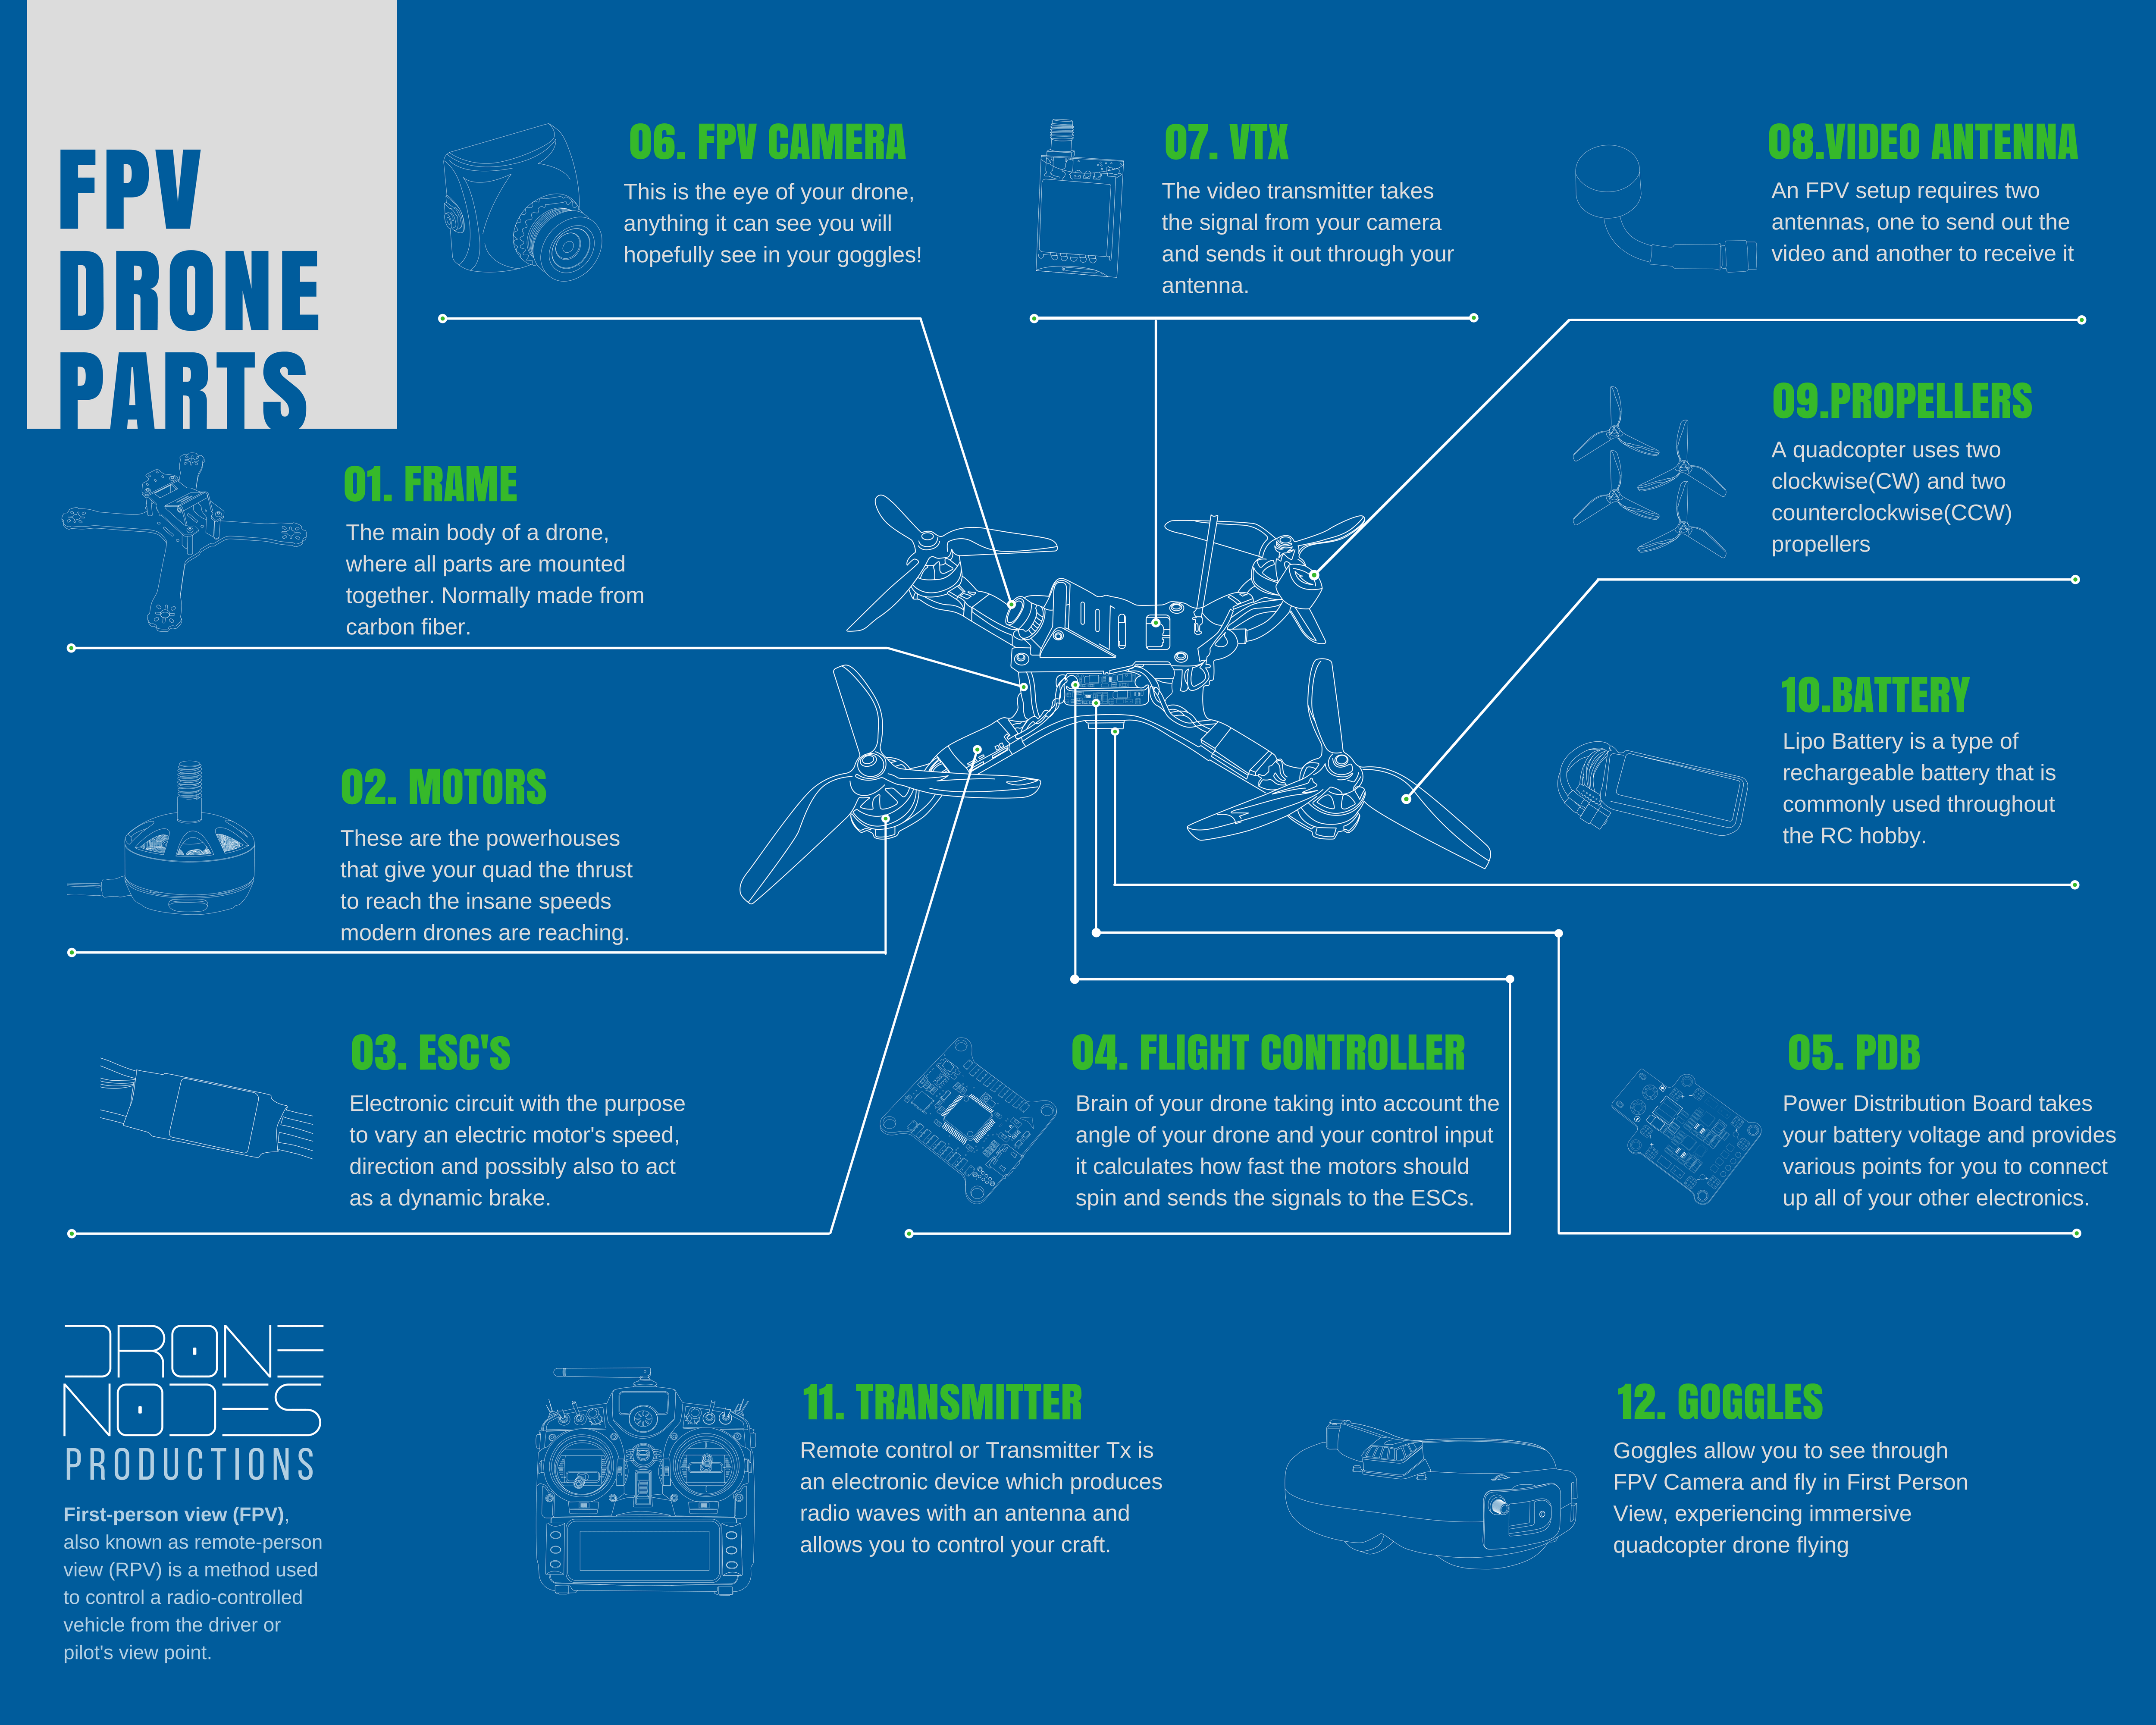 FPV
DRONE
PARTS
06. FPV CAMERA
This is the eye of your drone,
anything it can see you will
hopefully see in your goggles!
07. VTX
The video transmitter takes
the signal from your camera
and sends it out through your
antenna.
08.VIDEO ANTENNA
An FPV setup requires two
antennas, one to send out the
video and another to receive it
01. FRAME
The main body of a drone,
where all parts are mounted
together. Normally made from
carbon fiber.
09.PROPELLERS
A quadcopter uses two
clockwise(CW) and two
counterclockwise(CCW)
propellers
02. MOTORS
These are the powerhouses
that give your quad the thrust
to reach the insane speeds
modern drones are reaching.
10.BATTERY
Lipo Battery is a type of
rechargeable battery that is
commonly used throughout
the RC hobby.
03. ESC's
Electronic circuit with the purpose
to vary an electric motor's speed,
direction and possibly also to act
as a dynamic brake.
04. FLIGHT CONTROLLER
Brain of your drone taking into account the
angle of your drone and your control input
it calculates how fast the motors should
spin and sends the signals to the ESCs.
05. PDB
Power Distribution Board takes
your battery voltage and provides
various points for you to connect
up all of your other electronics.
DRONE
NODES
PRODUCTIONS
First-person view (FPV),
also known as remote-person
view (RPV) is a method used
to control a radio-controlled
vehicle from the driver or
pilot's view point.
11. TRANSMITTER
Remote control or Transmitter Tx is
an electronic device which produces
radio waves with an antenna and
allows you to control your craft.
12. GOGGLES
Goggles allow you to see through
FPV Camera and fly in First Person
View, experiencing immersive
quadcopter drone flying